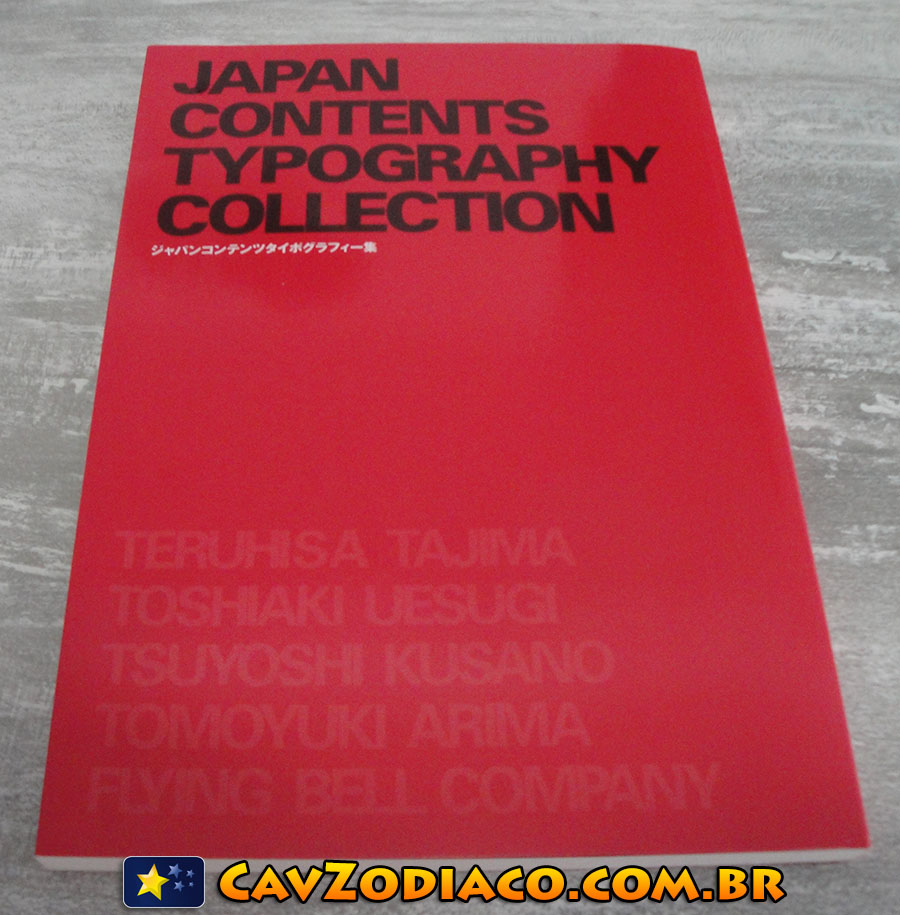 JAPAN
CONTENTS
TYPOGRAPHY
COLLECTION
ジャパンコンテンツタイポグラフィー集
TERUHISA TAJIMA
TOSHIAKI UESUGI
TSUYOSHI KUSANO
TOMOYUKI ARIMA
FLYING BELL COMPANY
CAVZODIACO.COM.BR